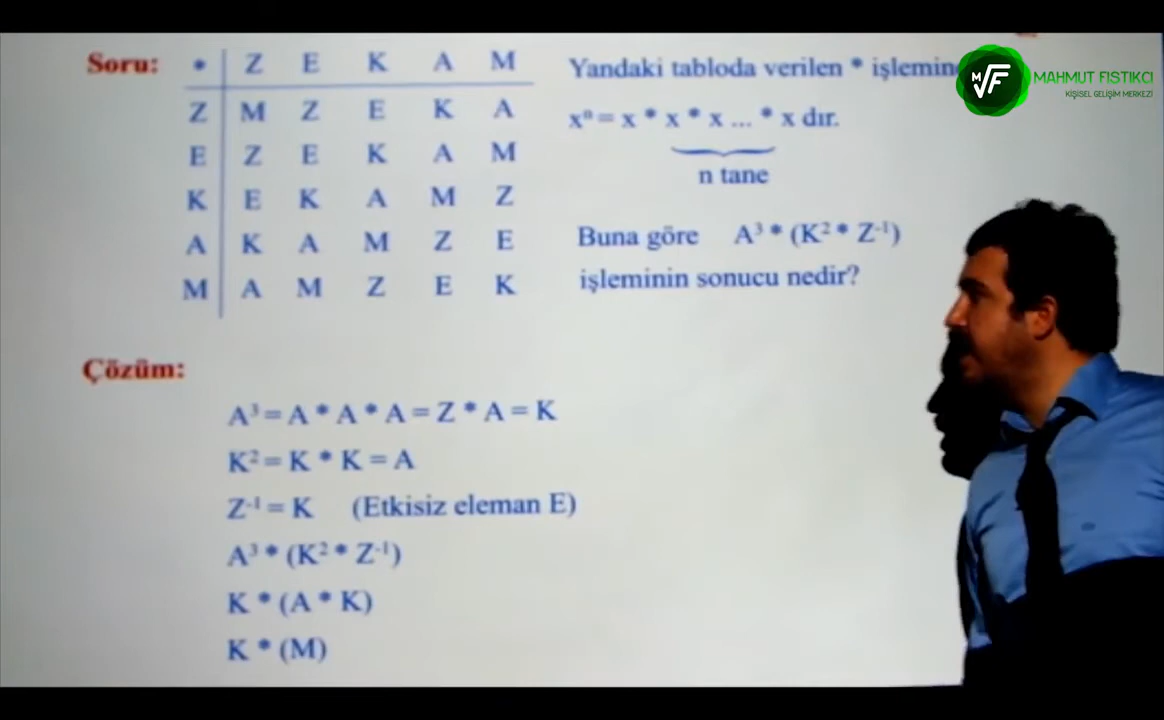 Soru: * Z E K A M
Z M Z E K A
E Z E K A M
K E K A M Z
A K A M Z E
M A M Z E K
Yandaki tabloda verilen * işlemin
xⁿ = x * x * x ... * x dır.
n tane
Buna göre A³ * (K² * Z⁻¹)
işleminin sonucu nedir?
MAHMUT FISTIKCI
KİŞİSEL GELİŞİM MERKEZİ
Çözüm:
A³ = A * A * A = Z * A = K
K² = K * K = A
Z⁻¹ = K (Etkisiz eleman E)
A³ * (K² * Z⁻¹)
K * (A * K)
K * (M)